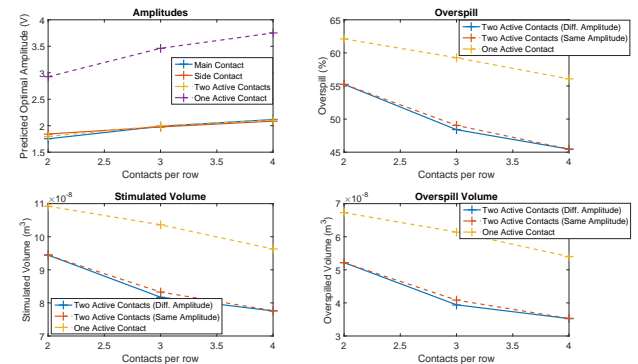 Amplitudes
Predicted Optimal Amplitude (V)
4
3.5
3
2.5
2
1.5
Main Contact
Side Contact
Two Active Contacts
One Active Contact
2 2.5 3 3.5 4
Contacts per row
Overspill
Overspill (%)
65
60
55
50
45
Two Active Contacts (Diff. Amplitude)
Two Active Contacts (Same Amplitude)
One Active Contact
2 2.5 3 3.5 4
Contacts per row
Stimulated Volume
×10⁻⁸
Stimulated Volume (m³)
11
10
9
8
7
Two Active Contacts (Diff. Amplitude)
Two Active Contacts (Same Amplitude)
One Active Contact
2 2.5 3 3.5 4
Contacts per row
Overspill Volume
×10⁻⁸
Overspilled Volume (m³)
7
6
5
4
3
Two Active Contacts (Diff. Amplitude)
Two Active Contacts (Same Amplitude)
One Active Contact
2 2.5 3 3.5 4
Contacts per row